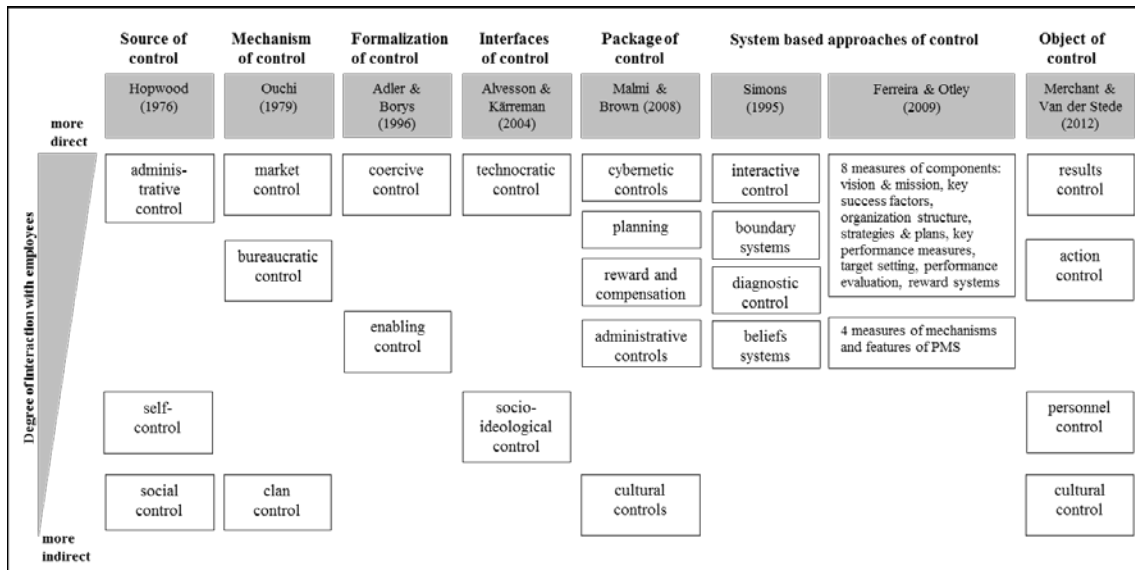 Source of
control
Mechanism
of control
Formalization
of control
Interfaces
of control
Package of
control
System based approaches of control
Object of
control
Hopwood
(1976)
Ouchi
(1979)
Adler &
Borys
(1996)
Alvesson &
Kärreman
(2004)
Malmi &
Brown (2008)
Simons
(1995)
Ferreira & Otley
(2009)
Merchant &
Van der Stede
(2012)
more
direct
Degree of Interaction with employees
more
indirect
adminis-
trative
control
self-
control
social
control
market
control
bureaucratic
control
clan
control
coercive
control
enabling
control
technocratic
control
socio-
ideological
control
cybernetic
controls
planning
reward and
compensation
administrative
controls
cultural
controls
interactive
control
boundary
systems
diagnostic
control
beliefs
systems
8 measures of components:
vision & mission, key
success factors,
organization structure,
strategies & plans, key
performance measures,
target setting, performance
evaluation, reward systems
4 measures of mechanisms
and features of PMS
results
control
action
control
personnel
control
cultural
control